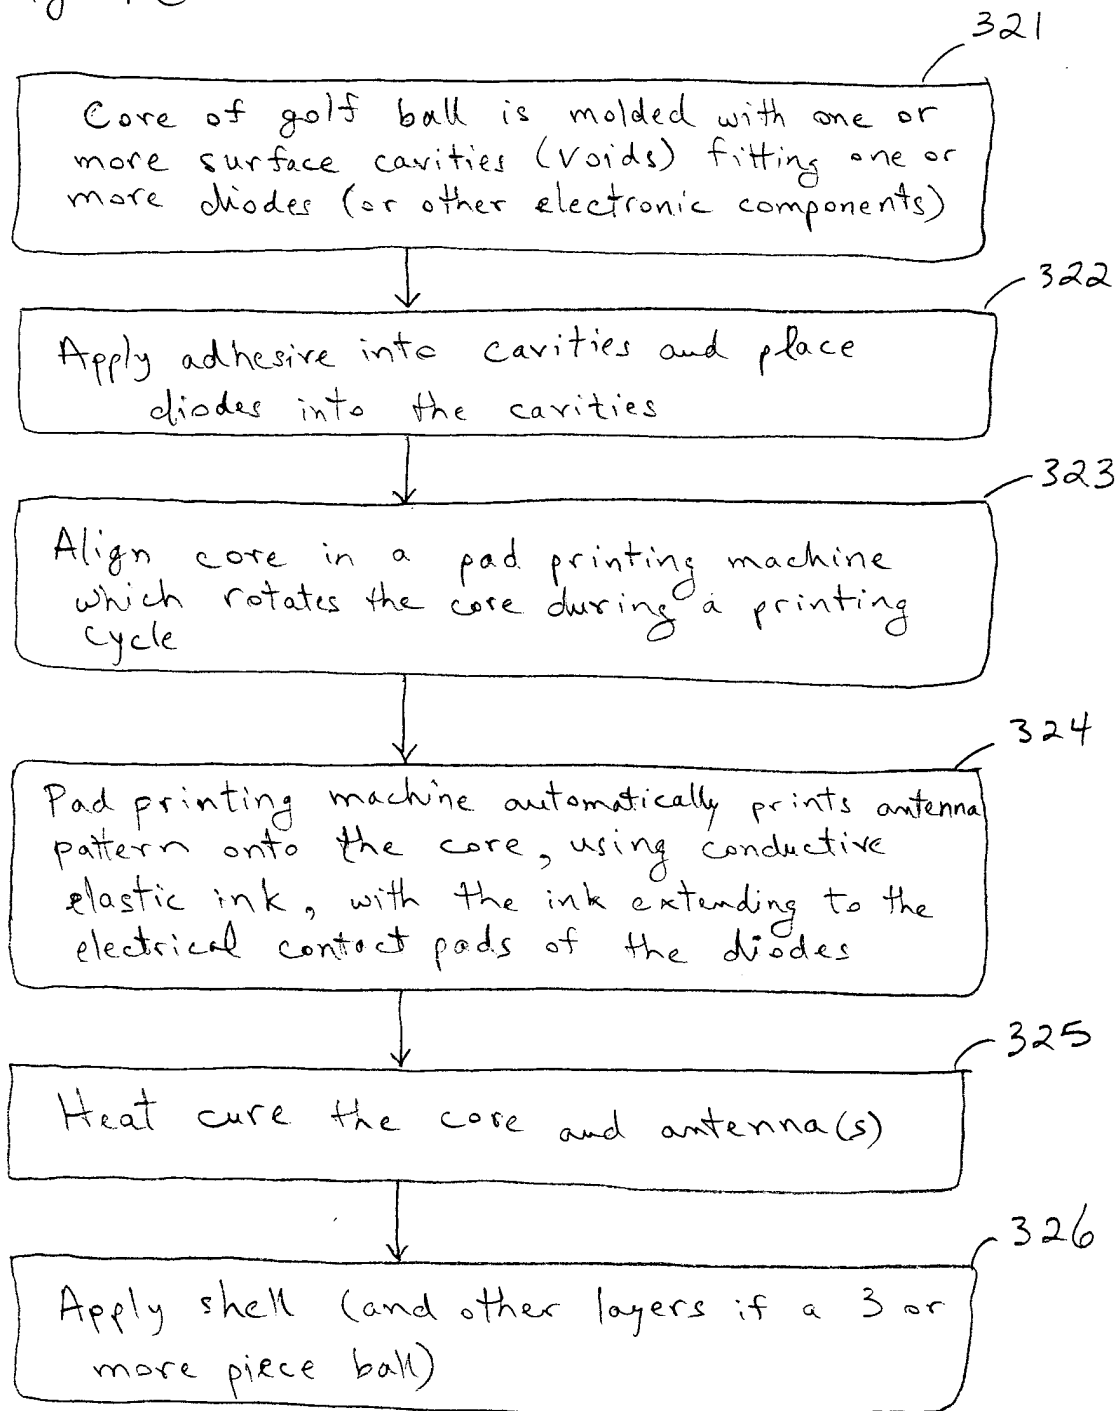 321
Core of golf ball is molded with one or
more surface cavities (voids) fitting one or
more diodes (or other electronic components)
322
Apply adhesive into cavities and place
diodes into the cavities
323
Align core in a pad printing machine
which rotates the core during a printing
cycle
324
Pad printing machine automatically prints antenna
pattern onto the core, using conductive
elastic ink, with the ink extending to the
electrical contact pads of the diodes
325
Heat cure the core and antenna(s)
326
Apply shell (and other layers if a 3 or
more piece ball)